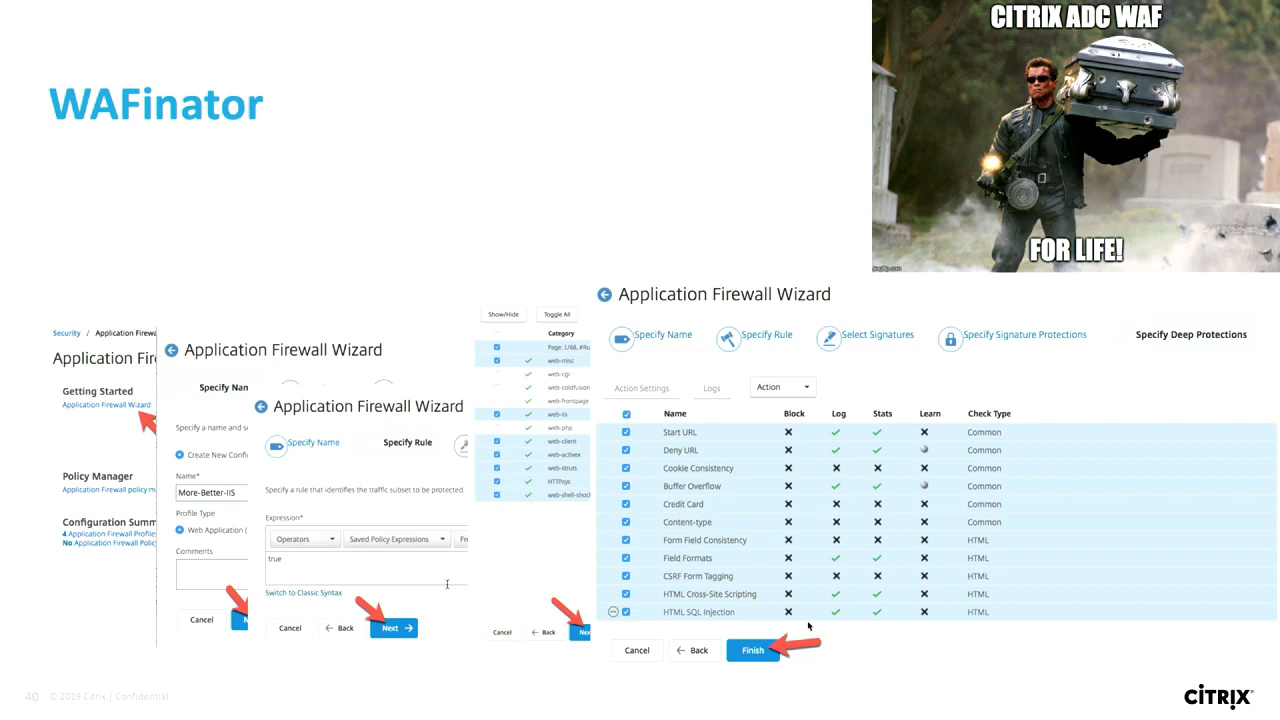 CITRIX ADC WAF
FOR LIFE!
imgflip.com
WAFinator
Security / Application Firewa
Application Fir
Getting Started
Application Firewall Wizard
Policy Manager
Application Firewall policy m
Configuration Summ
4 Application Firewall Profile
No Application Firewall Polic
Application Firewall Wizard
Specify Nam
Specify a name and se
Create New Confi
Name*
More-Better-IIS
Profile Type
Web Application (
Comments
Cancel
Application Firewall Wizard
Specify Name
Specify Rule
Specify a rule that identifies the traffic subset to be protected
Expression*
Operators
Saved Policy Expressions
Fre
true
Switch to Classic Syntax
Cancel
Back
Next
Show/Hide
Toggle All
Category
Page: 1/68, #Ru
web-misc
web-cgi
web-coldfusion
web-frontpage
web-iis
web-php
web-client
web-activex
web-struts
HTTPsys
web-shell-shock
Cancel
Back
Nex
Application Firewall Wizard
Specify Name
Specify Rule
Select Signatures
Specify Signature Protections
Specify Deep Protections
Action Settings
Logs
Action
Name Block Log Stats Learn Check Type
Start URL Common
Deny URL Common
Cookie Consistency Common
Buffer Overflow Common
Credit Card Common
Content-type Common
Form Field Consistency HTML
Field Formats HTML
CSRF Form Tagging HTML
HTML Cross-Site Scripting HTML
HTML SQL Injection HTML
Cancel
Back
Finish
40 © 2019 Citrix | Confidential
CITRIX